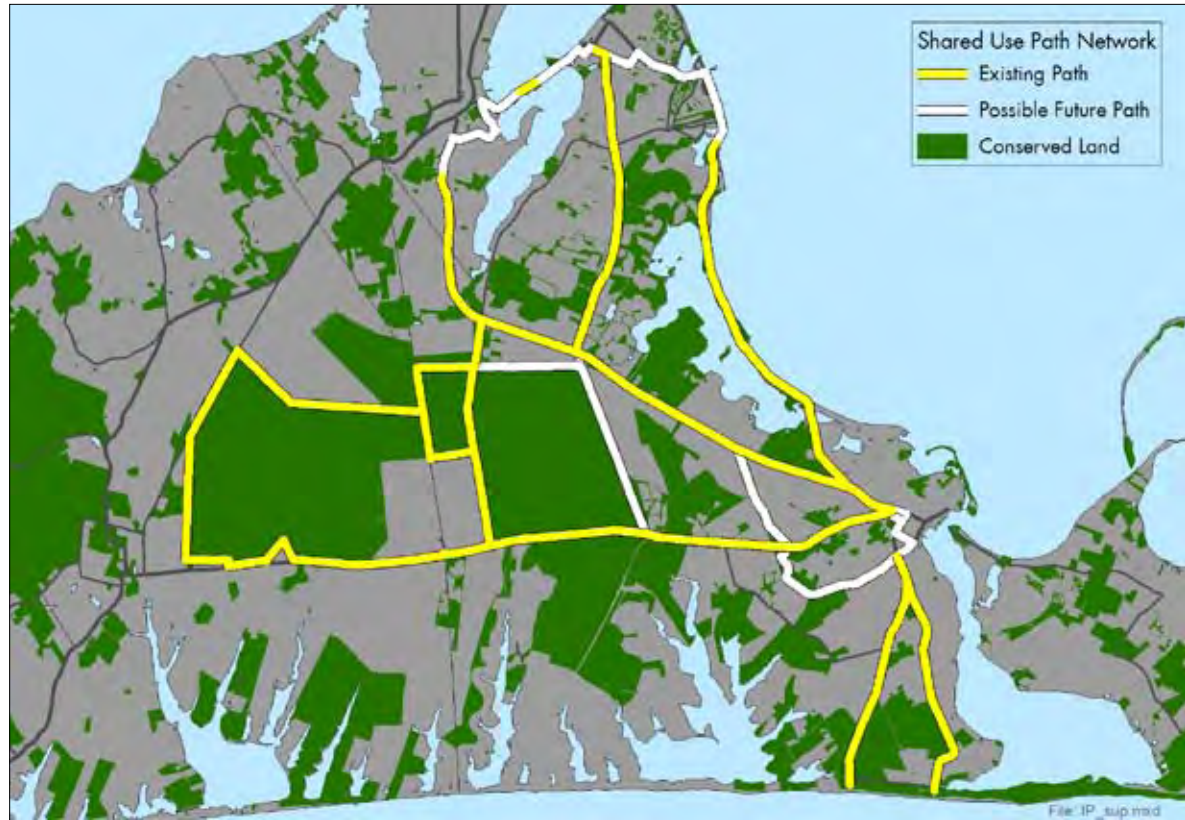 Shared Use Path Network
Existing Path
Possible Future Path
Conserved Land
File: IP_sup.mxd